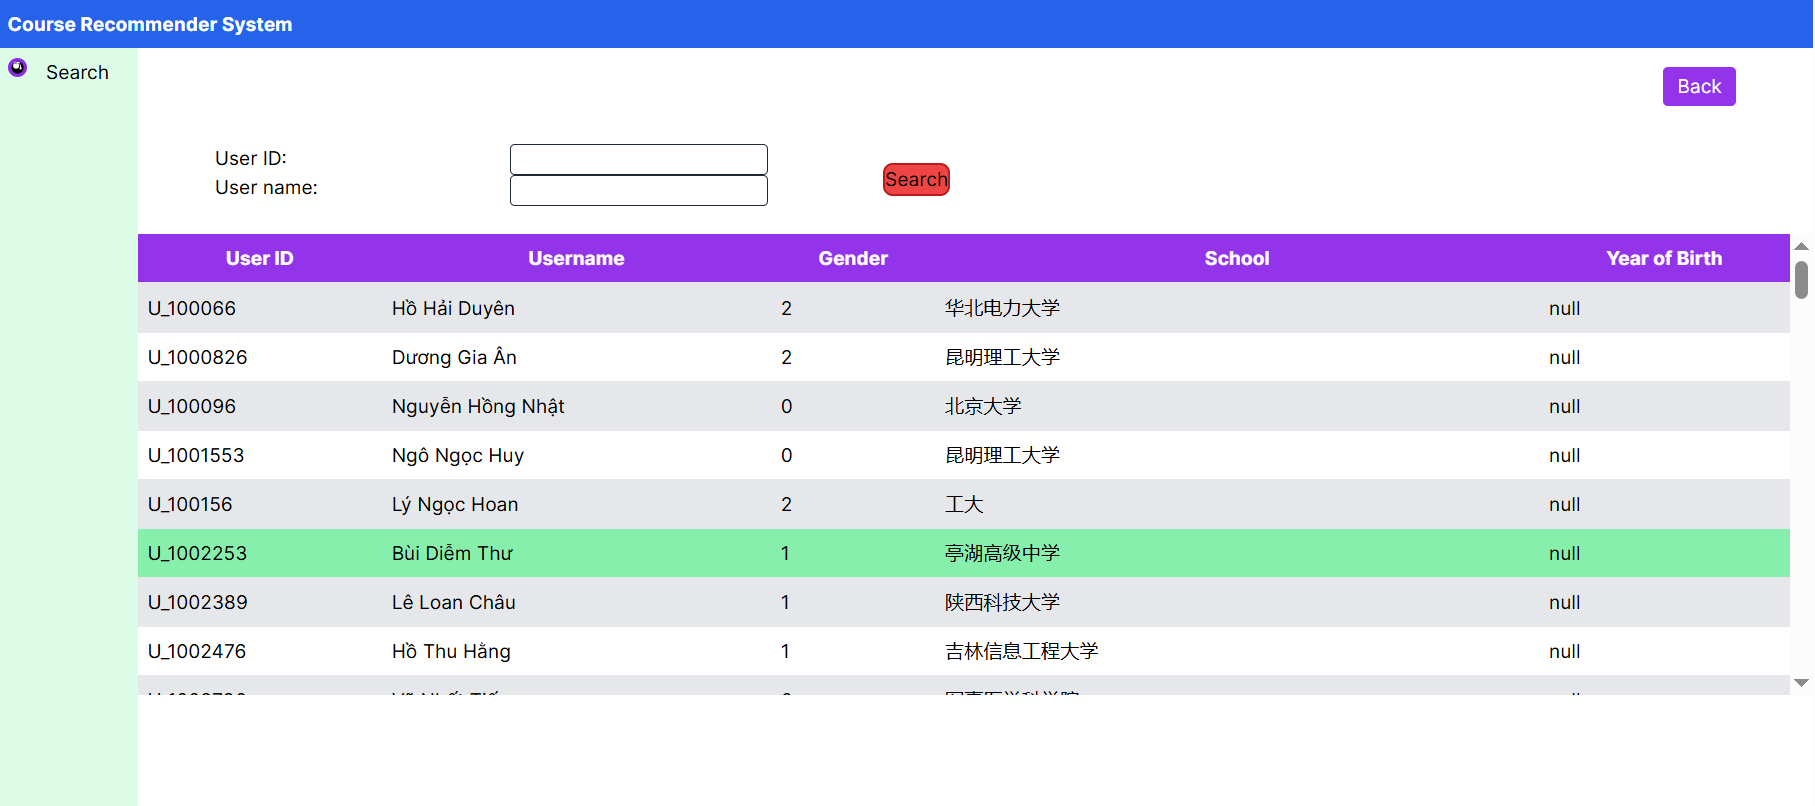 Course Recommender System
Search
Back
User ID:
User name:
Search
User ID Username Gender School Year of Birth
U_100066 Hồ Hải Duyên 2 华北电力大学 null
U_1000826 Dương Gia Ân 2 昆明理工大学 null
U_100096 Nguyễn Hồng Nhật 0 北京大学 null
U_1001553 Ngô Ngọc Huy 0 昆明理工大学 null
U_100156 Lý Ngọc Hoan 2 工大 null
U_1002253 Bùi Diễm Thư 1 亭湖高级中学 null
U_1002389 Lê Loan Châu 1 陕西科技大学 null
U_1002476 Hồ Thu Hằng 1 吉林信息工程大学 null